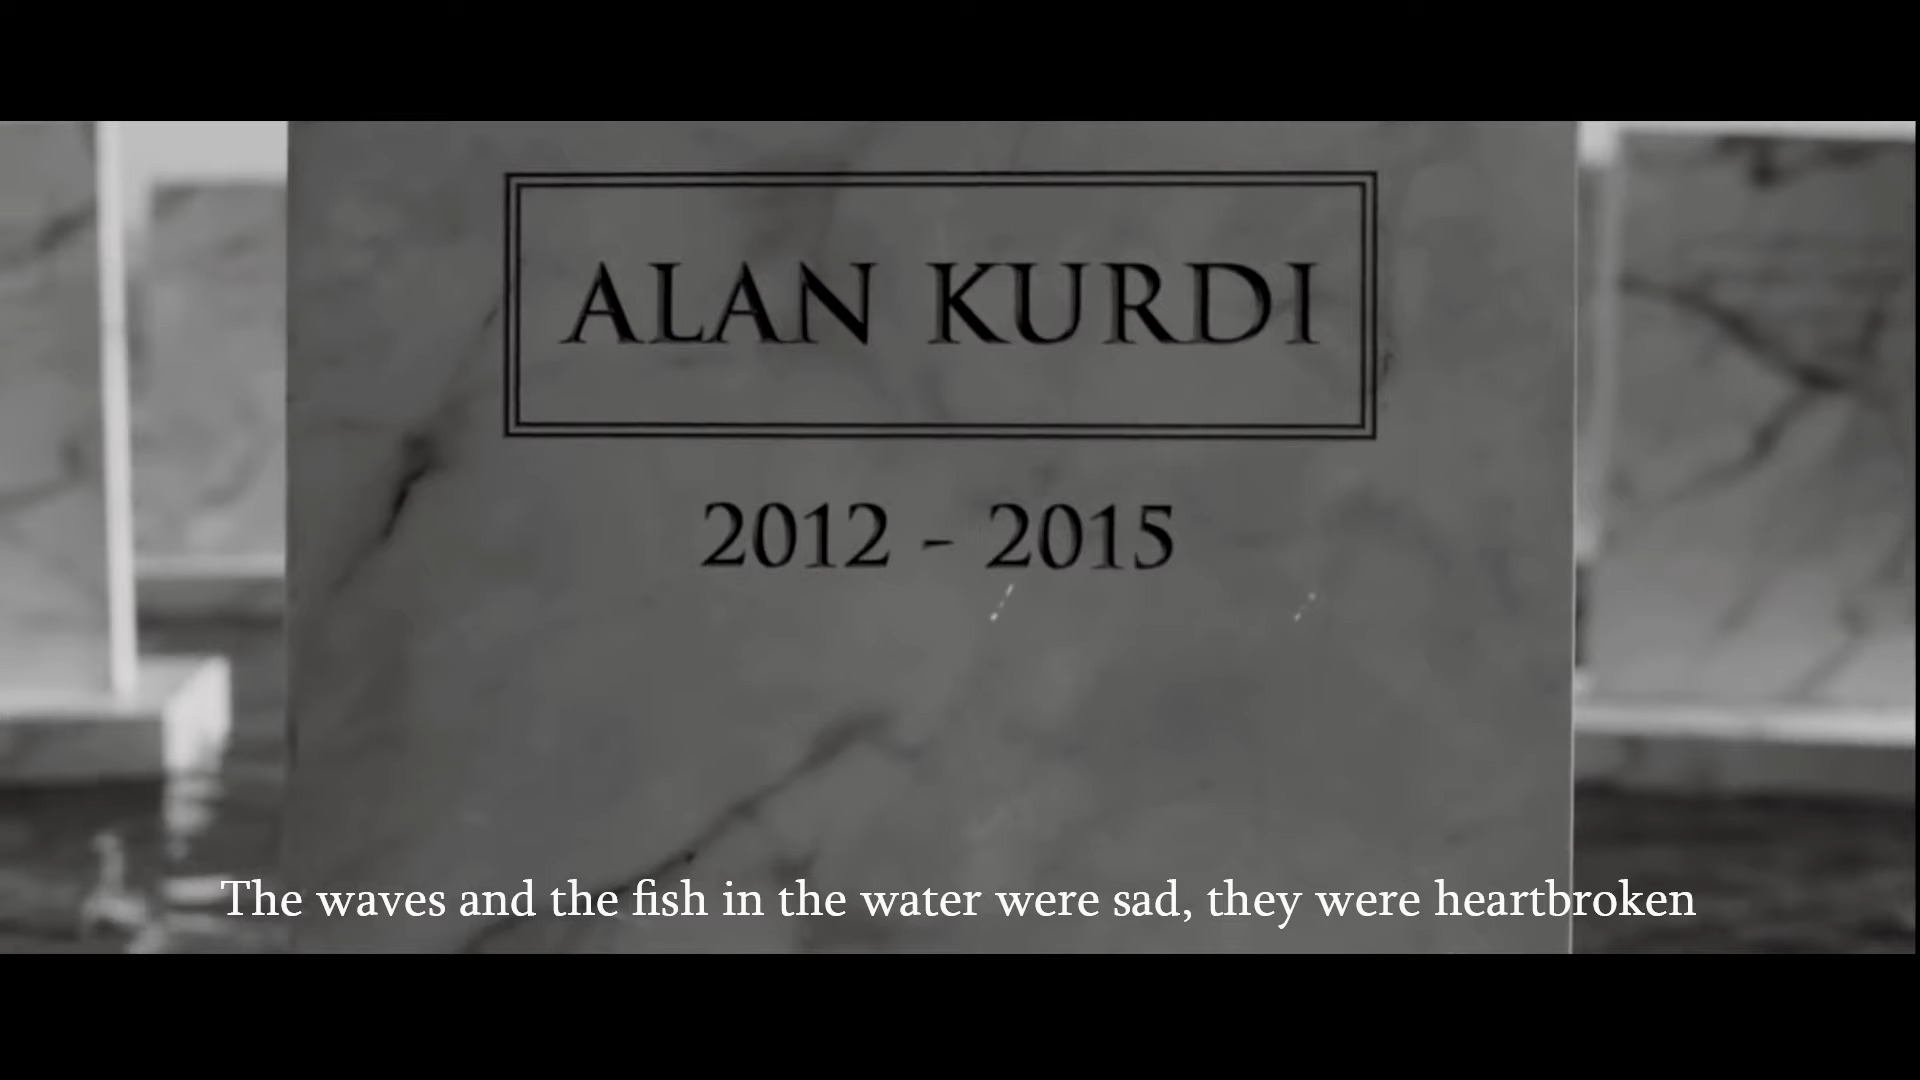 ALAN KURDI
2012 - 2015
The waves and the fish in the water were sad, they were heartbroken